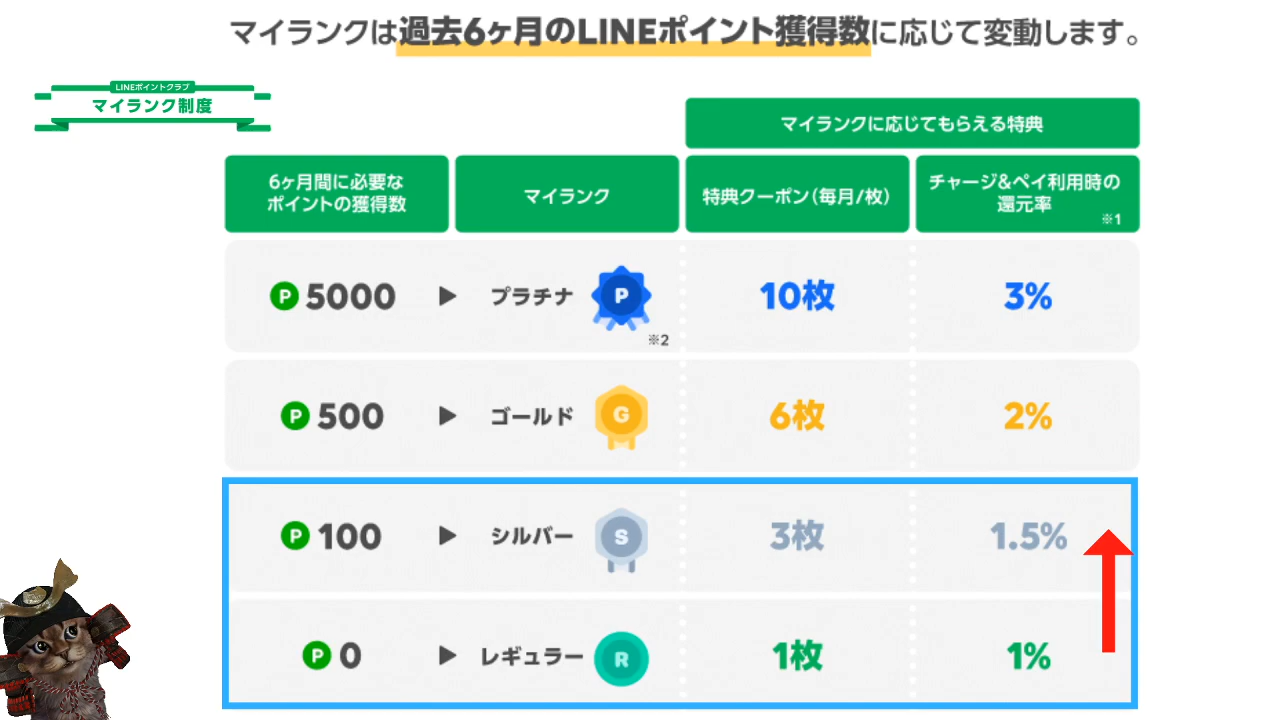 マイランクは過去6ヶ月のLINEポイント獲得数に応じて変動します。
LINEポイントクラブ
マイランク制度
マイランクに応じてもらえる特典
6ヶ月間に必要な
ポイントの獲得数
マイランク
特典クーポン(毎月/枚)
チャージ&ペイ利用時の
還元率
※1
P 5000 ▶ プラチナ P 10枚 3%
※2
P 500 ▶ ゴールド G 6枚 2%
P 100 ▶ シルバー S 3枚 1.5%
P 0 ▶ レギュラー R 1枚 1%